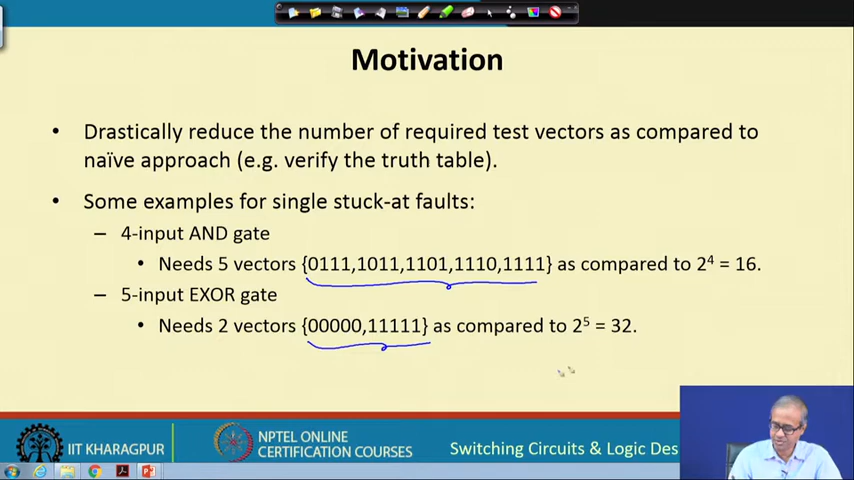 Motivation
• Drastically reduce the number of required test vectors as compared to
naïve approach (e.g. verify the truth table).
• Some examples for single stuck-at faults:
– 4-input AND gate
• Needs 5 vectors {0111,1011,1101,1110,1111} as compared to 2⁴ = 16.
– 5-input EXOR gate
• Needs 2 vectors {00000,11111} as compared to 2⁵ = 32.
IIT KHARAGPUR
NPTEL ONLINE
CERTIFICATION COURSES
Switching Circuits & Logic Des